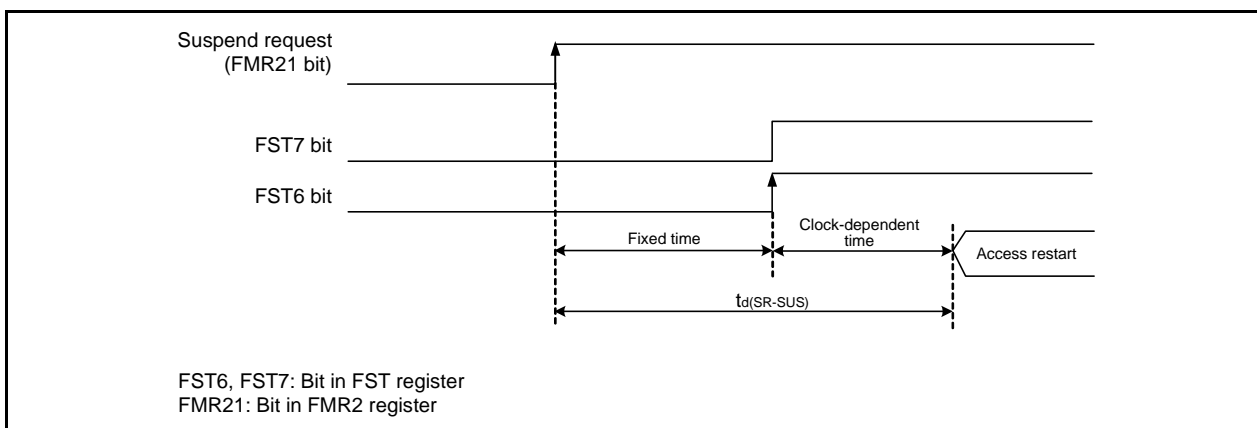 Suspend request
(FMR21 bit)
FST7 bit
FST6 bit
Fixed time
Clock-dependent
time
Access restart
td(SR-SUS)
FST6, FST7: Bit in FST register
FMR21: Bit in FMR2 register